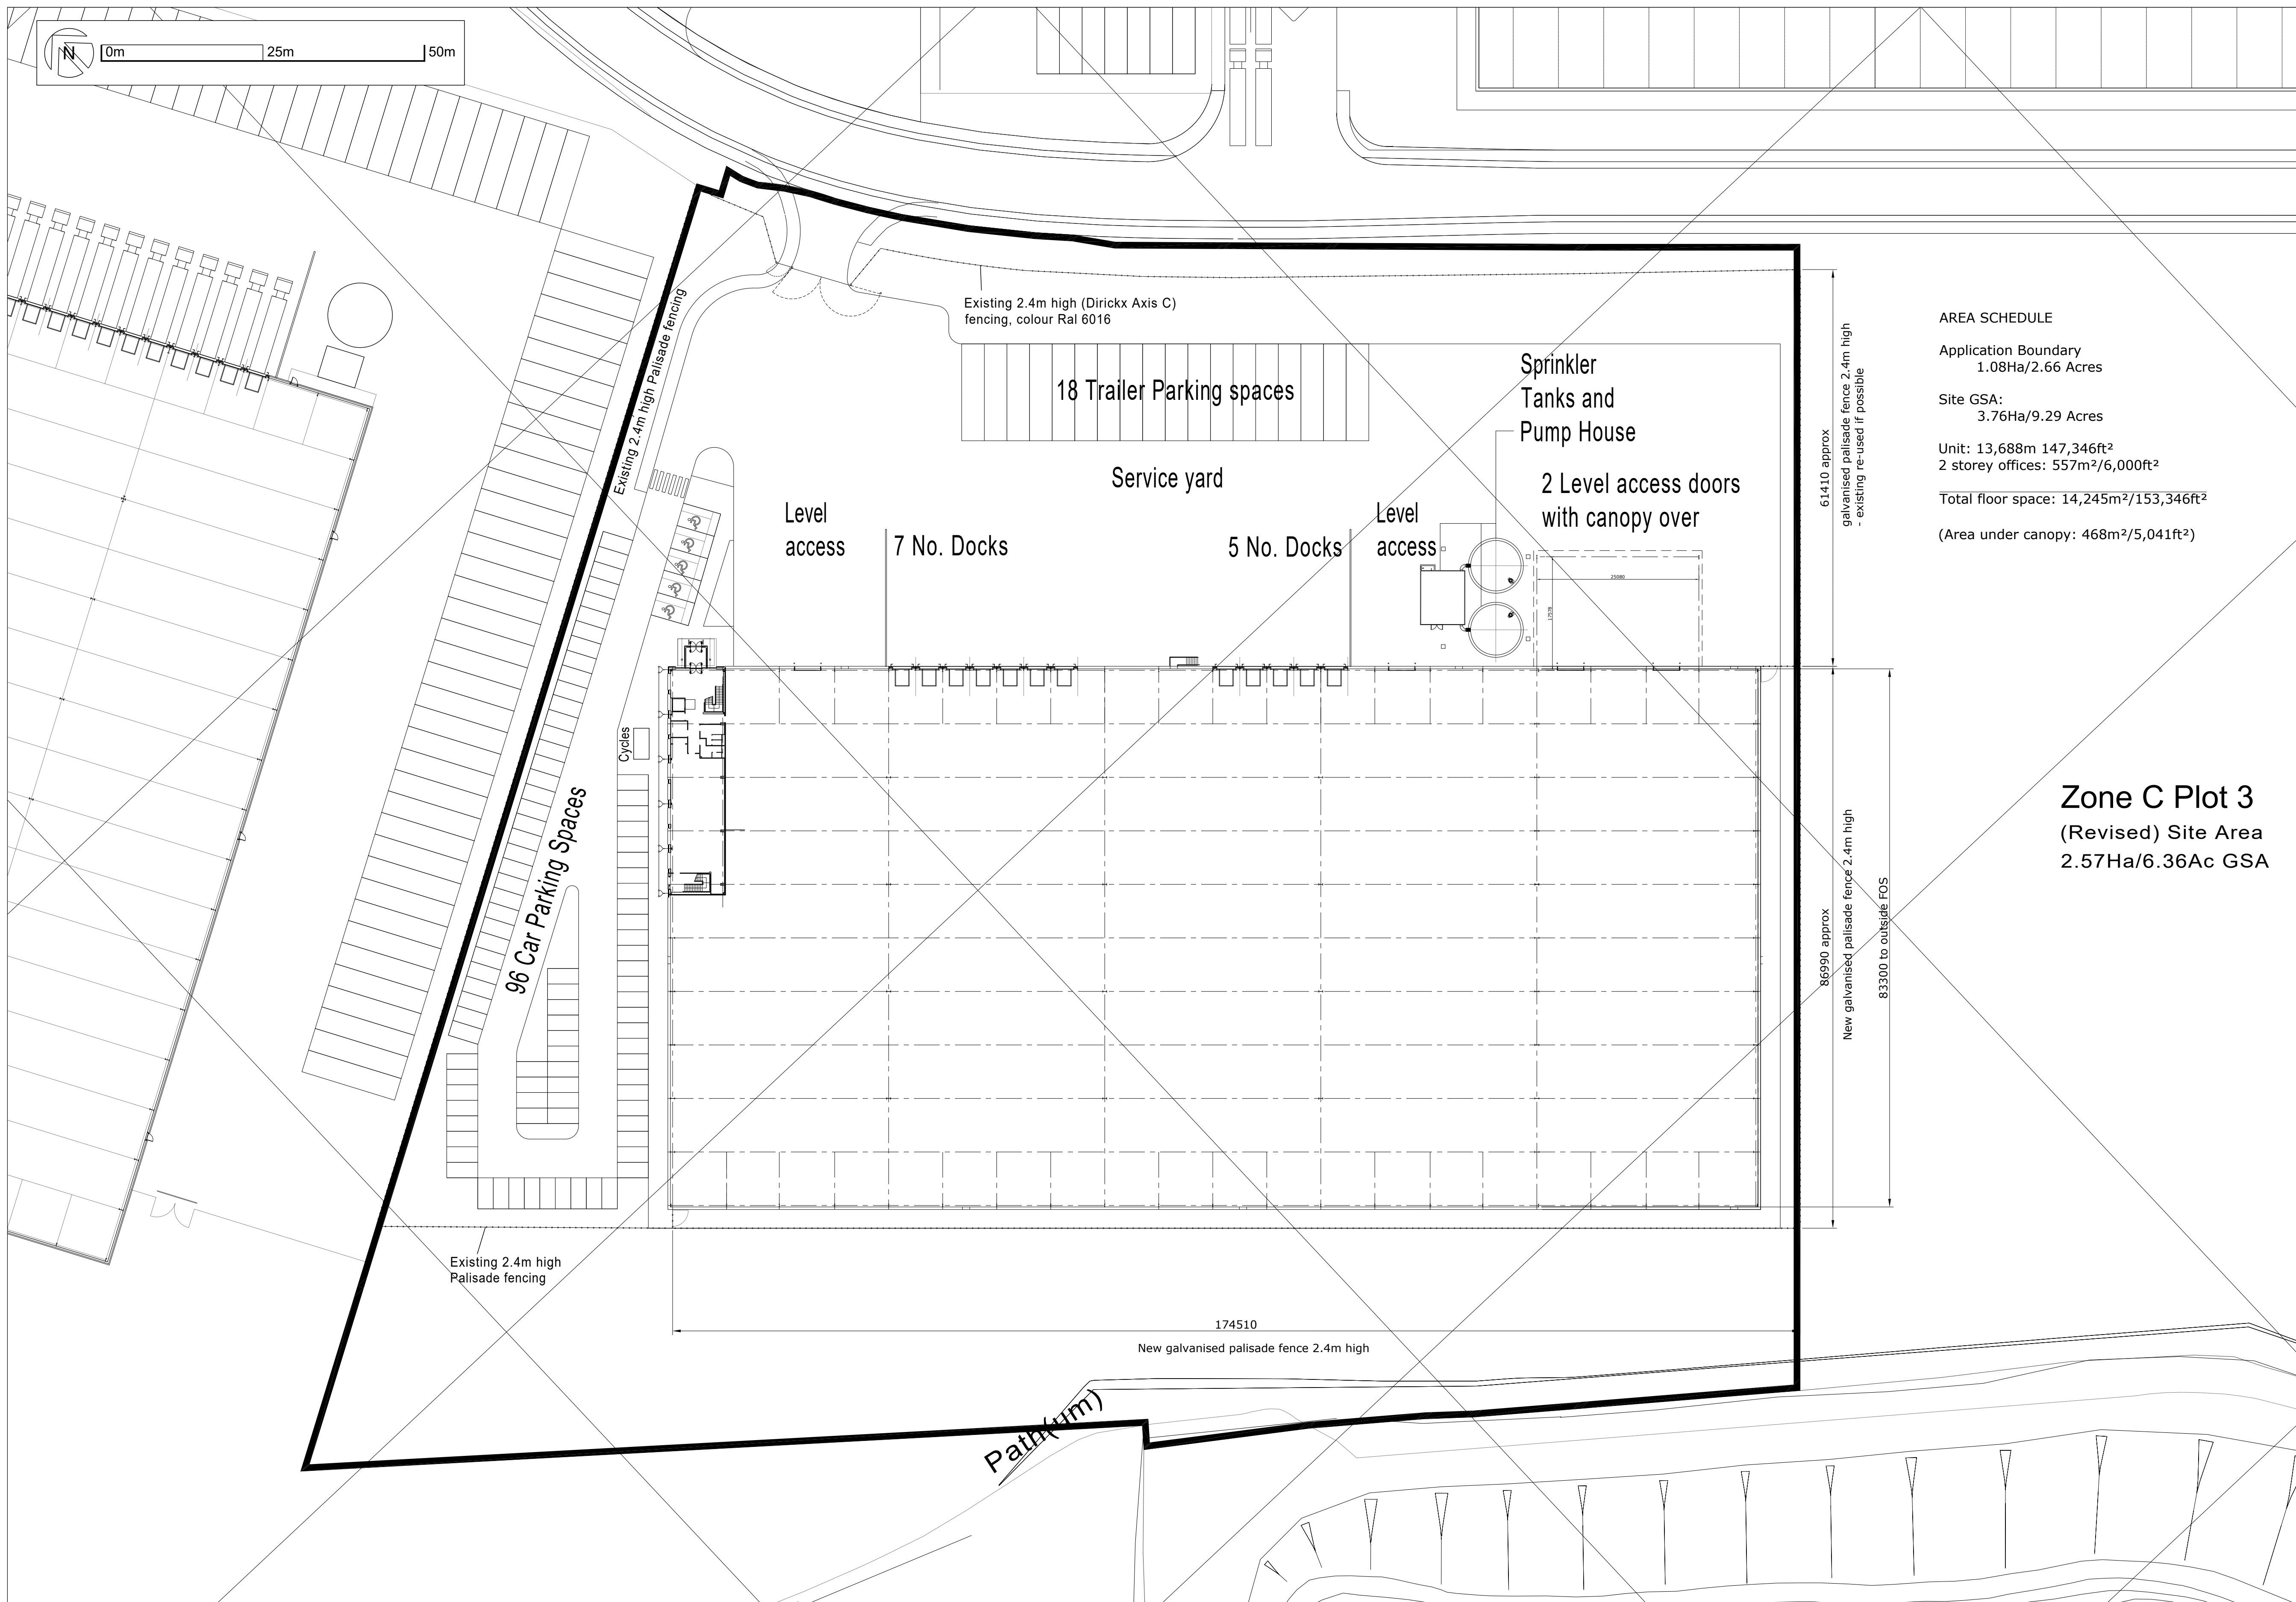 N
0m
25m
50m
Existing 2.4m high (Dirickx Axis C)
fencing, colour Ral 6016
Existing 2.4m high Palisade fencing
18 Trailer Parking spaces
Sprinkler
Tanks and
Pump House
Service yard
2 Level access doors
with canopy over
Level
access
7 No. Docks
5 No. Docks
Level
access
25080
17578
61410 approx
galvanised palisade fence 2.4m high
- existing re-used if possible
AREA SCHEDULE
Application Boundary
1.08Ha/2.66 Acres
Site GSA:
3.76Ha/9.29 Acres
Unit: 13,688m 147,346ft²
2 storey offices: 557m²/6,000ft²
Total floor space: 14,245m²/153,346ft²
(Area under canopy: 468m²/5,041ft²)
Cycles
96 Car Parking Spaces
Zone C Plot 3
(Revised) Site Area
2.57Ha/6.36Ac GSA
86990 approx
New galvanised palisade fence 2.4m high
83300 to outside FOS
Existing 2.4m high
Palisade fencing
174510
New galvanised palisade fence 2.4m high
Path(um)